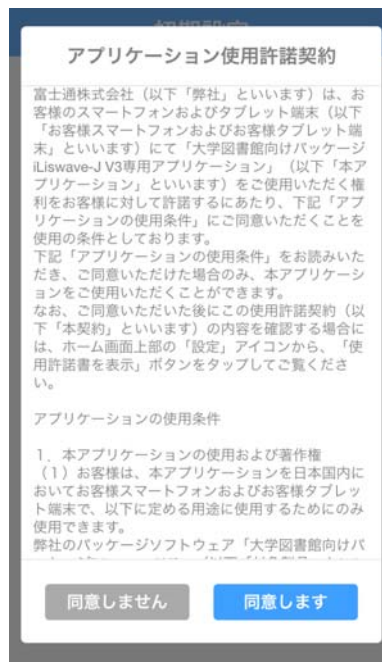 アプリケーション使用許諾契約
富士通株式会社（以下「弊社」といいます）は、お
客様のスマートフォンおよびタブレット端末（以下
「お客様スマートフォンおよびお客様タブレット端
末」といいます）にて「大学図書館向けパッケージ
iLiswave-J V3専用アプリケーション」（以下「本ア
プリケーション」といいます）をご使用いただく権
利をお客様に対して許諾するにあたり、下記「アプ
リケーションの使用条件」にご同意いただくことを
使用の条件としております。
下記「アプリケーションの使用条件」をお読みいた
だき、ご同意いただけた場合のみ、本アプリケーシ
ョンをご使用いただくことができます。
なお、ご同意いただいた後にこの使用許諾契約（以
下「本契約」といいます）の内容を確認する場合に
は、ホーム画面上部の「設定」アイコンから、「使
用許諾書を表示」ボタンをタップしてご覧くださ
い。
アプリケーションの使用条件
１．本アプリケーションの使用および著作権
（１）お客様は、本アプリケーションを日本国内に
おいてお客様スマートフォンおよびお客様タブレッ
ト端末で、以下に定める用途に使用するためにのみ
使用できます。
弊社のパッケージソフトウェア「大学図書館向けパ
同意しません
同意します